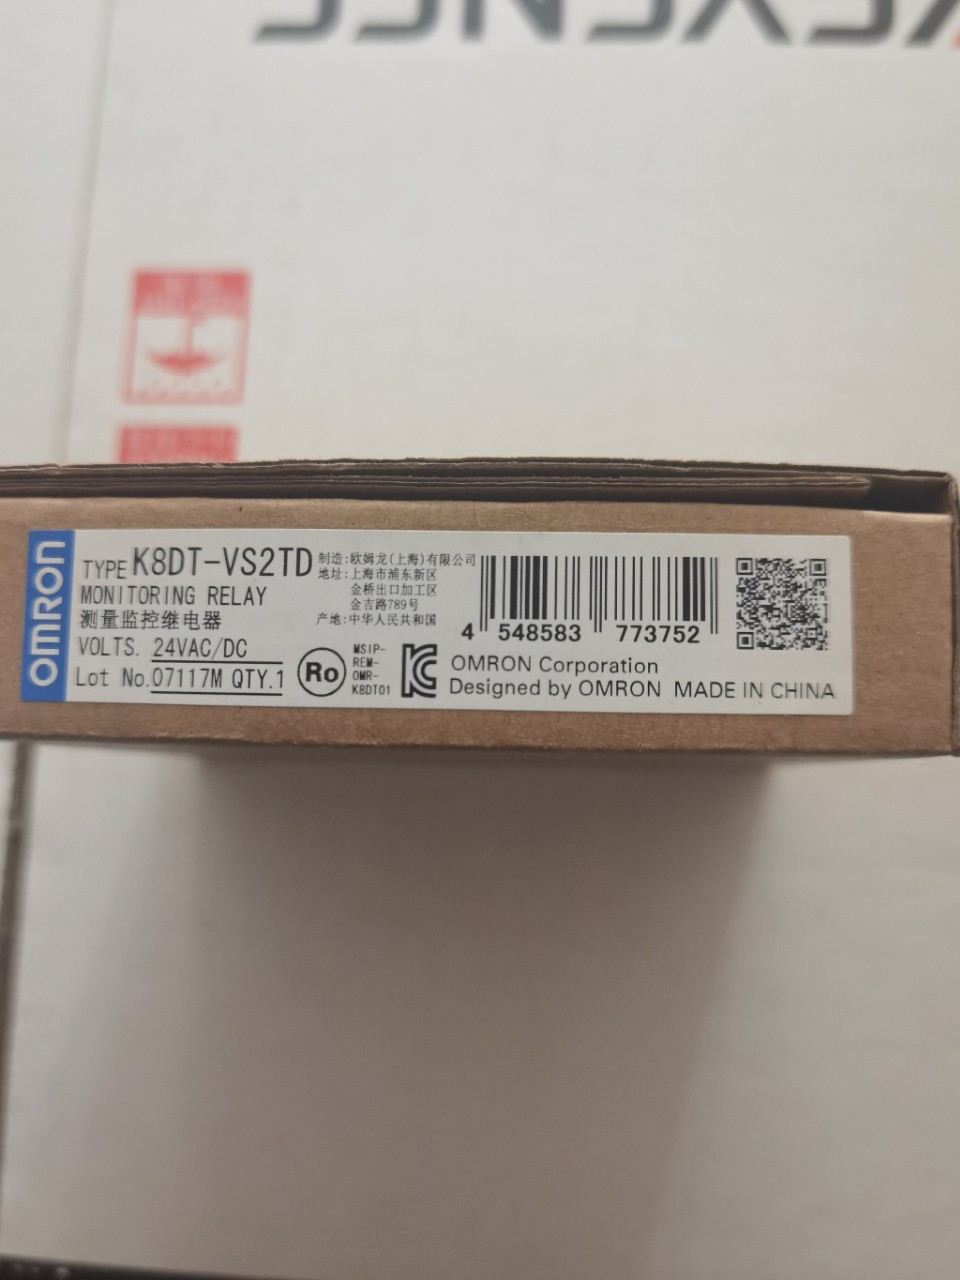 OMRON
TYPE K8DT-VS2TD
MONITORING RELAY
测量监控继电器
VOLTS. 24VAC/DC
Lot No.07117M QTY.1
制造:欧姆龙(上海)有限公司
地址:上海市浦东新区
金桥出口加工区
金吉路789号
产地:中华人民共和国
Ro
MSIP-
REM-
OMR-
K8DT01
4 548583 773752
OMRON Corporation
Designed by OMRON MADE IN CHINA